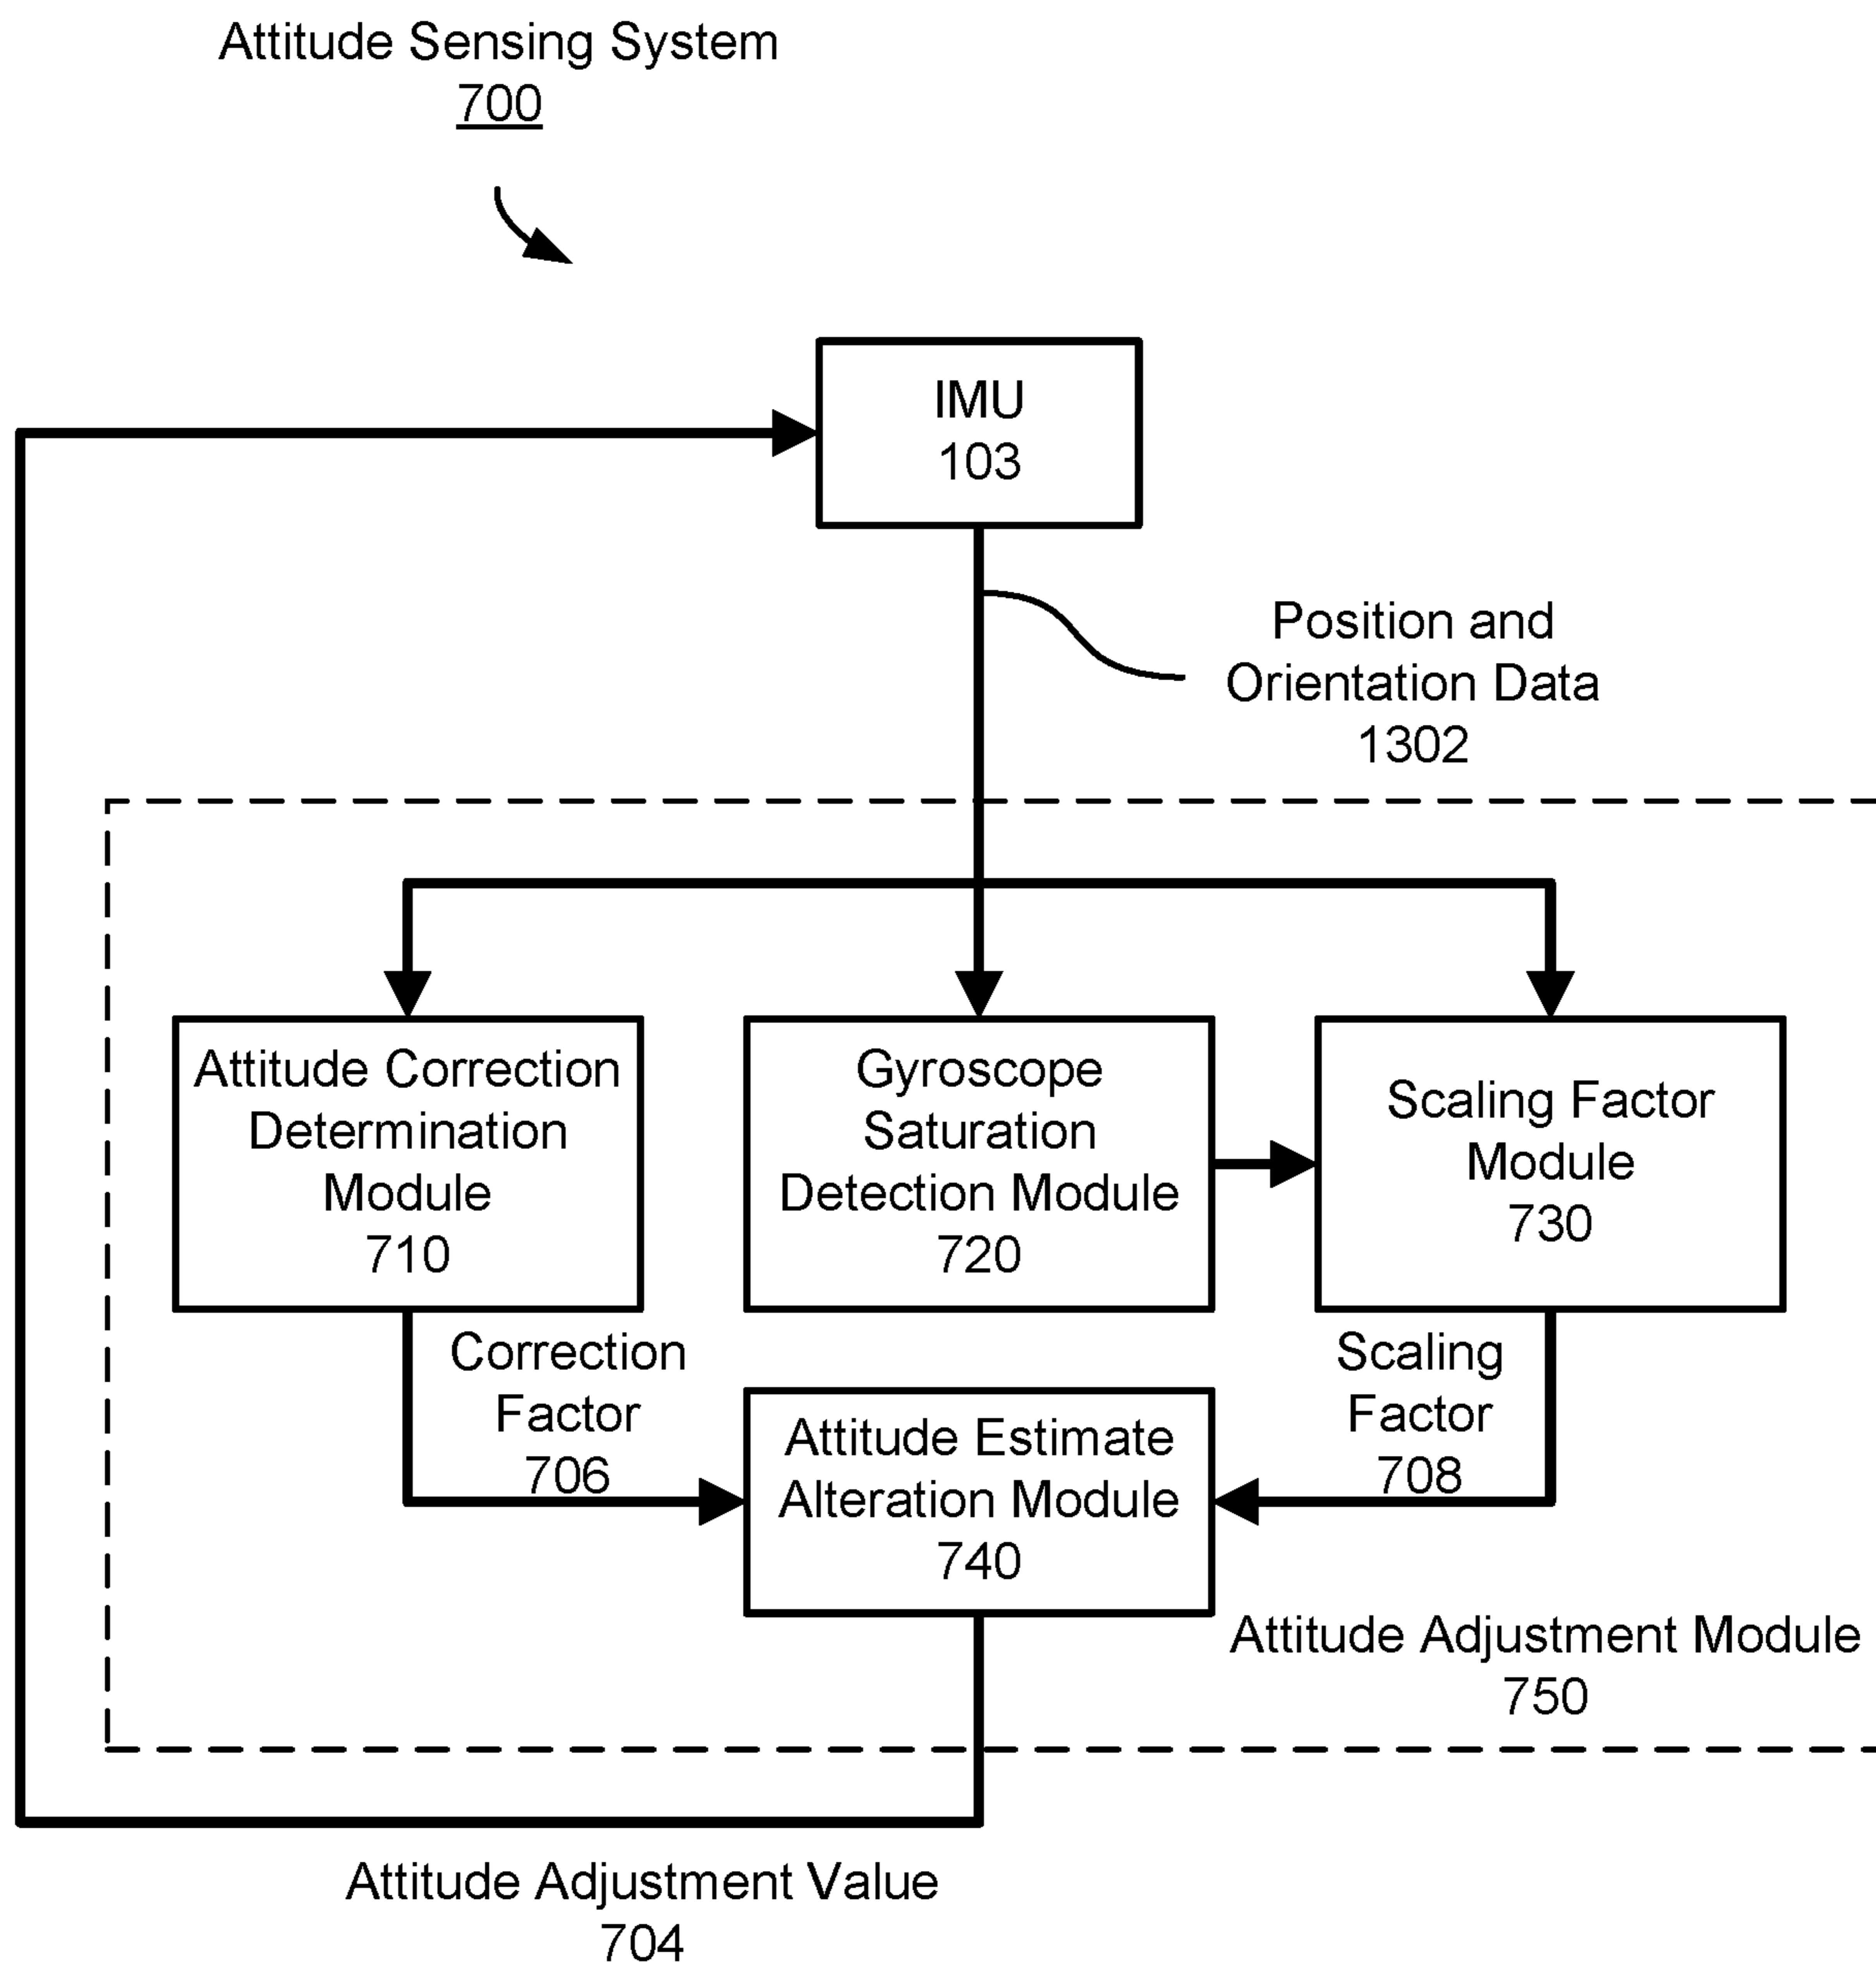 Attitude Sensing System
700
IMU
103
Position and
Orientation Data
1302
Attitude Correction
Determination
Module
710
Gyroscope
Saturation
Detection Module
720
Scaling Factor
Module
730
Correction
Factor
706
Scaling
Factor
708
Attitude Estimate
Alteration Module
740
Attitude Adjustment Module
750
Attitude Adjustment Value
704